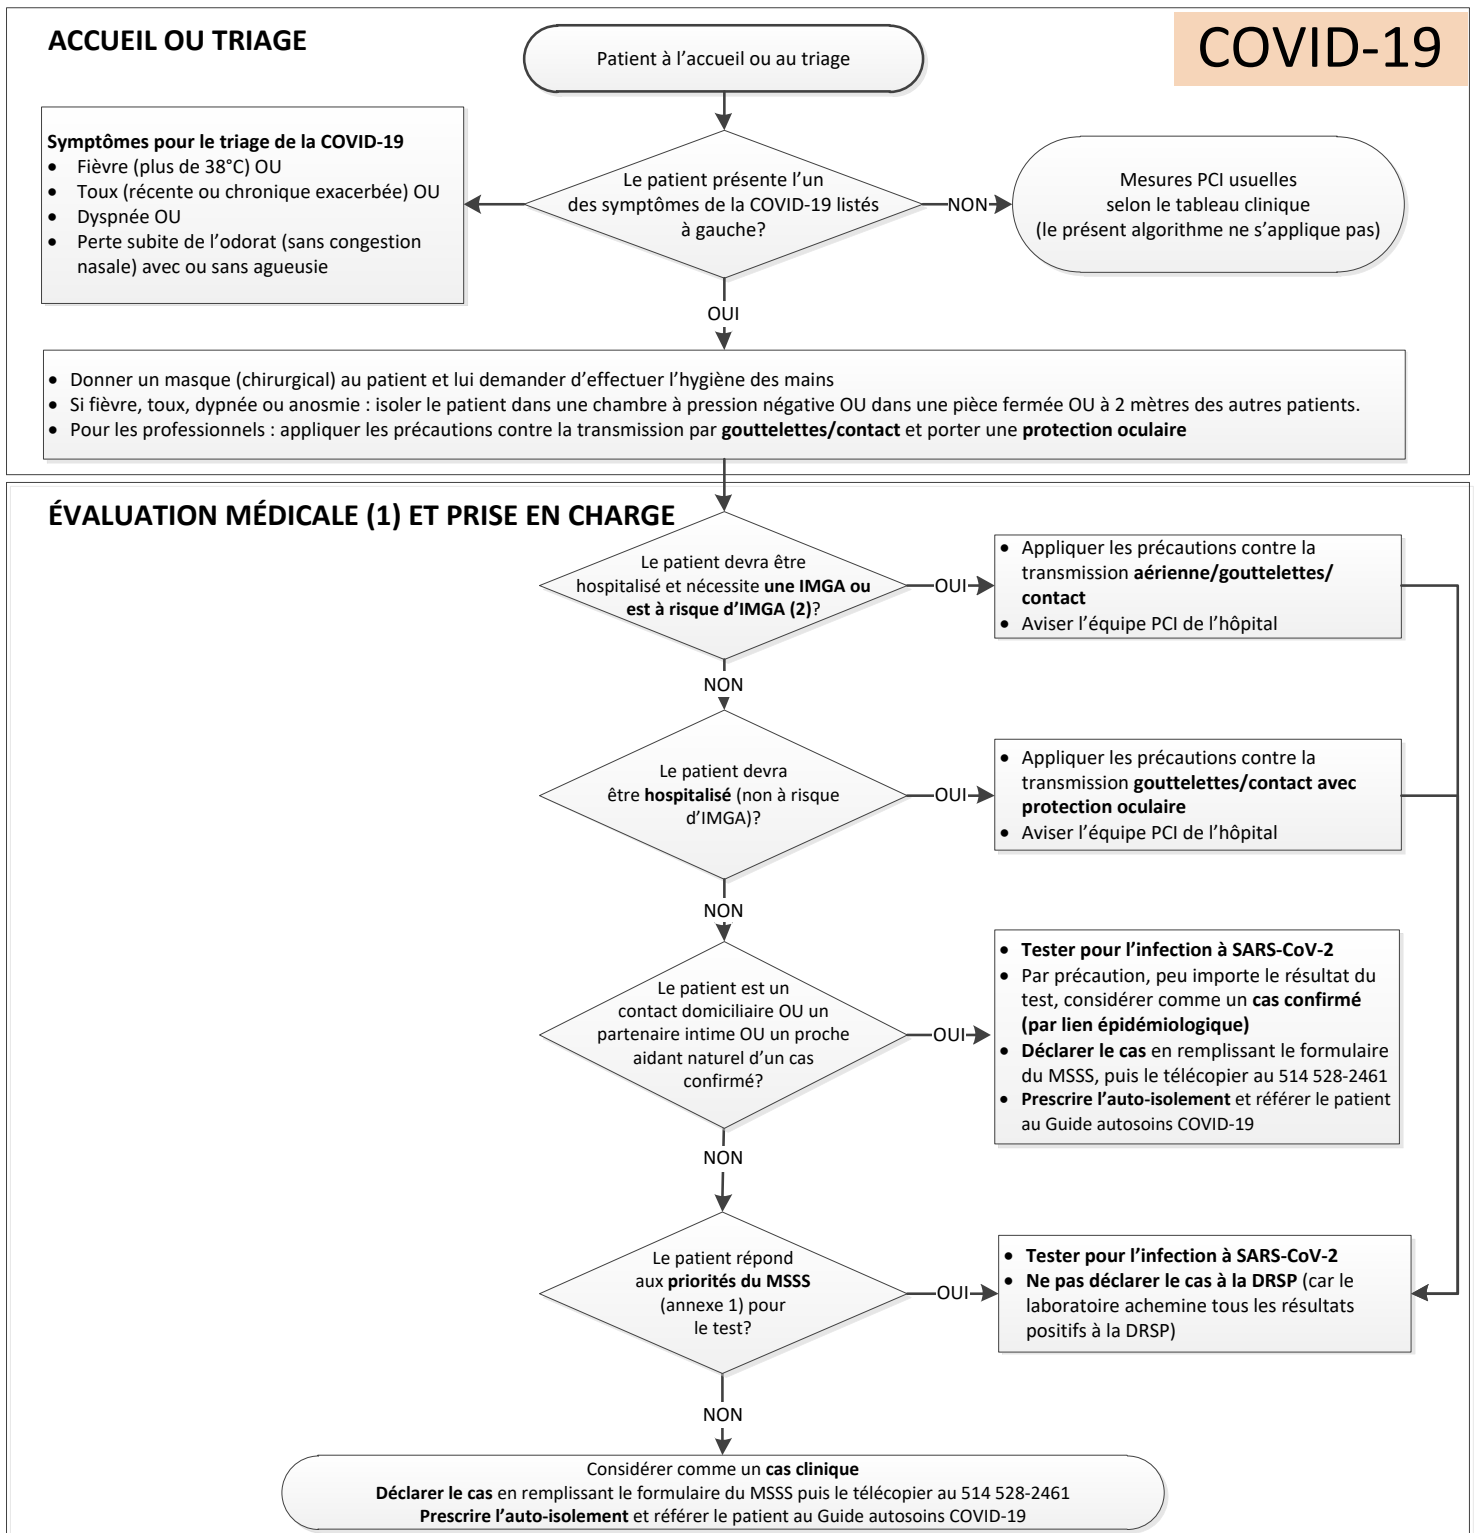 ACCUEIL OU TRIAGE
COVID-19
Patient à l'accueil ou au triage
Symptômes pour le triage de la COVID-19
• Fièvre (plus de 38°C) OU
• Toux (récente ou chronique exacerbée) OU
• Dyspnée OU
• Perte subite de l'odorat (sans congestion
nasale) avec ou sans agueusie
Le patient présente l'un
des symptômes de la COVID-19 listés
à gauche?
NON
Mesures PCI usuelles
selon le tableau clinique
(le présent algorithme ne s'applique pas)
OUI
• Donner un masque (chirurgical) au patient et lui demander d'effectuer l'hygiène des mains
• Si fièvre, toux, dypnée ou anosmie : isoler le patient dans une chambre à pression négative OU dans une pièce fermée OU à 2 mètres des autres patients.
• Pour les professionnels : appliquer les précautions contre la transmission par gouttelettes/contact et porter une protection oculaire
ÉVALUATION MÉDICALE (1) ET PRISE EN CHARGE
Le patient devra être
hospitalisé et nécessite une IMGA ou
est à risque d'IMGA (2)?
OUI
• Appliquer les précautions contre la
transmission aérienne/gouttelettes/
contact
• Aviser l'équipe PCI de l'hôpital
NON
Le patient devra
être hospitalisé (non à risque
d'IMGA)?
OUI
• Appliquer les précautions contre la
transmission gouttelettes/contact avec
protection oculaire
• Aviser l'équipe PCI de l'hôpital
NON
Le patient est un
contact domiciliaire OU un
partenaire intime OU un proche
aidant naturel d'un cas
confirmé?
OUI
• Tester pour l'infection à SARS-CoV-2
• Par précaution, peu importe le résultat du
test, considérer comme un cas confirmé
(par lien épidémiologique)
• Déclarer le cas en remplissant le formulaire
du MSSS, puis le télécopier au 514 528-2461
• Prescrire l'auto-isolement et référer le patient
au Guide autosoins COVID-19
NON
Le patient répond
aux priorités du MSSS
(annexe 1) pour
le test?
OUI
• Tester pour l'infection à SARS-CoV-2
• Ne pas déclarer le cas à la DRSP (car le
laboratoire achemine tous les résultats
positifs à la DRSP)
NON
Considérer comme un cas clinique
Déclarer le cas en remplissant le formulaire du MSSS puis le télécopier au 514 528-2461
Prescrire l'auto-isolement et référer le patient au Guide autosoins COVID-19